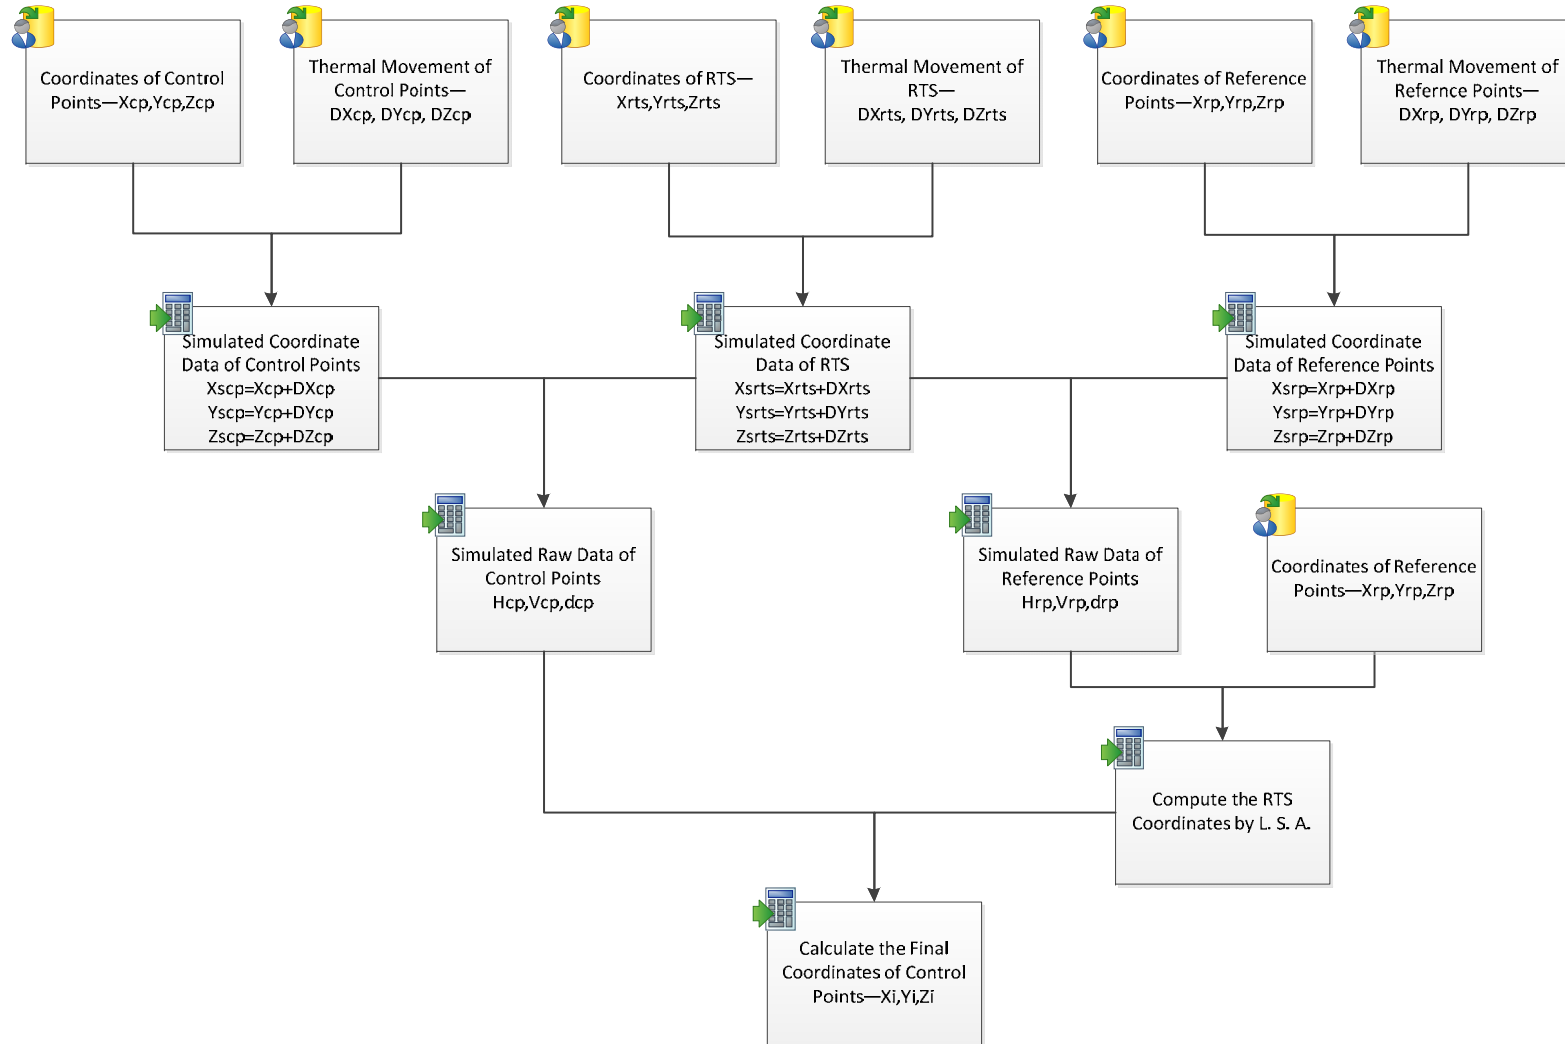 Coordinates of Control
Points—Xcp,Ycp,Zcp
Thermal Movement of
Control Points—
DXcp, DYcp, DZcp
Coordinates of RTS—
Xrts,Yrts,Zrts
Thermal Movement of
RTS—
DXrts, DYrts, DZrts
Coordinates of Reference
Points—Xrp,Yrp,Zrp
Thermal Movement of
Refernce Points—
DXrp, DYrp, DZrp
Simulated Coordinate
Data of Control Points
Xscp=Xcp+DXcp
Yscp=Ycp+DYcp
Zscp=Zcp+DZcp
Simulated Coordinate
Data of RTS
Xsrts=Xrts+DXrts
Ysrts=Yrts+DYrts
Zsrts=Zrts+DZrts
Simulated Coordinate
Data of Reference Points
Xsrp=Xrp+DXrp
Ysrp=Yrp+DYrp
Zsrp=Zrp+DZrp
Simulated Raw Data of
Control Points
Hcp,Vcp,dcp
Simulated Raw Data of
Reference Points
Hrp,Vrp,drp
Coordinates of Reference
Points—Xrp,Yrp,Zrp
Compute the RTS
Coordinates by L. S. A.
Calculate the Final
Coordinates of Control
Points—Xi,Yi,Zi